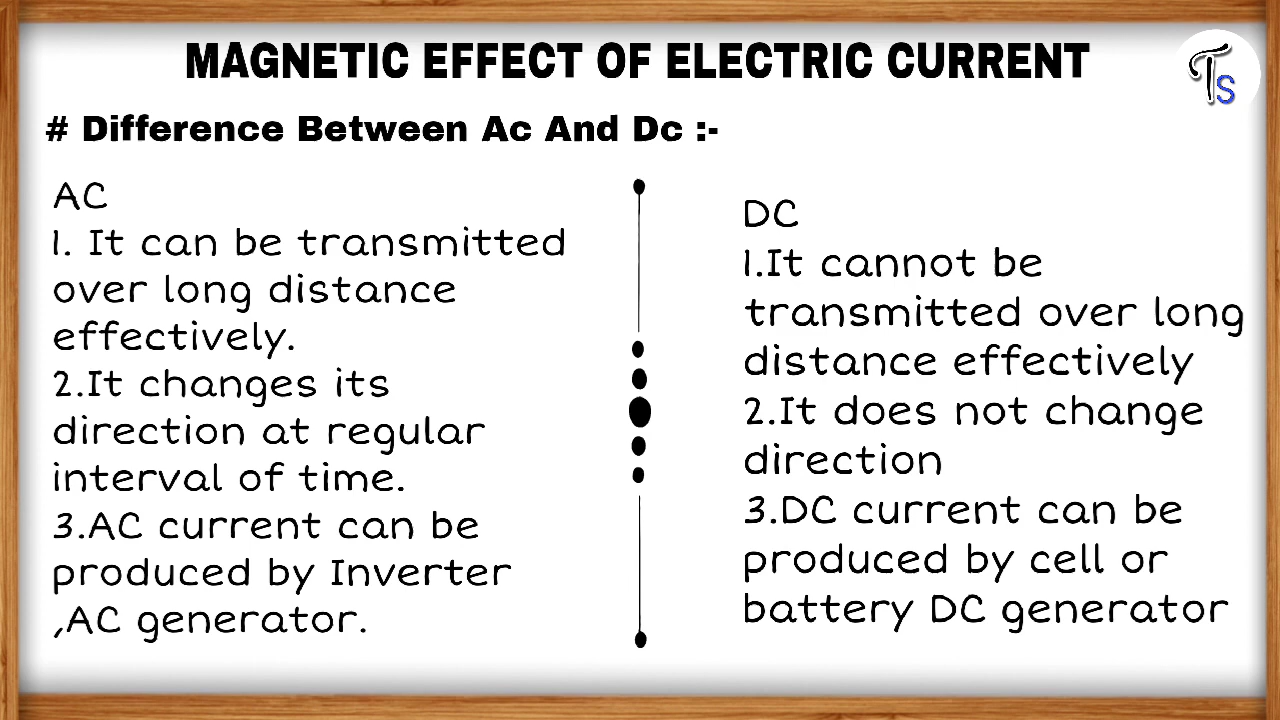 MAGNETIC EFFECT OF ELECTRIC CURRENT
Ts
# Difference Between Ac And Dc :-
AC
1. It can be transmitted
over long distance
effectively.
2.It changes its
direction at regular
interval of time.
3.AC current can be
produced by Inverter
,AC generator.
DC
1.It cannot be
transmitted over long
distance effectively
2.It does not change
direction
3.DC current can be
produced by cell or
battery DC generator